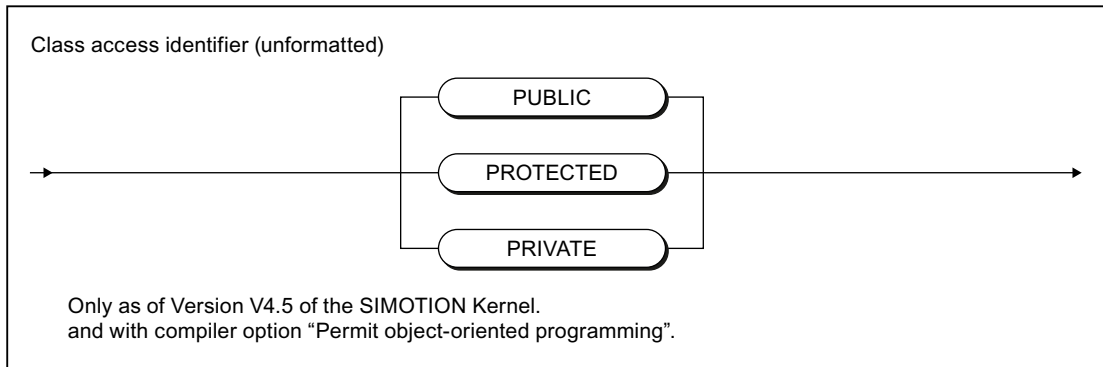 Class access identifier (unformatted)
PUBLIC
PROTECTED
PRIVATE
Only as of Version V4.5 of the SIMOTION Kernel.
and with compiler option “Permit object-oriented programming”.